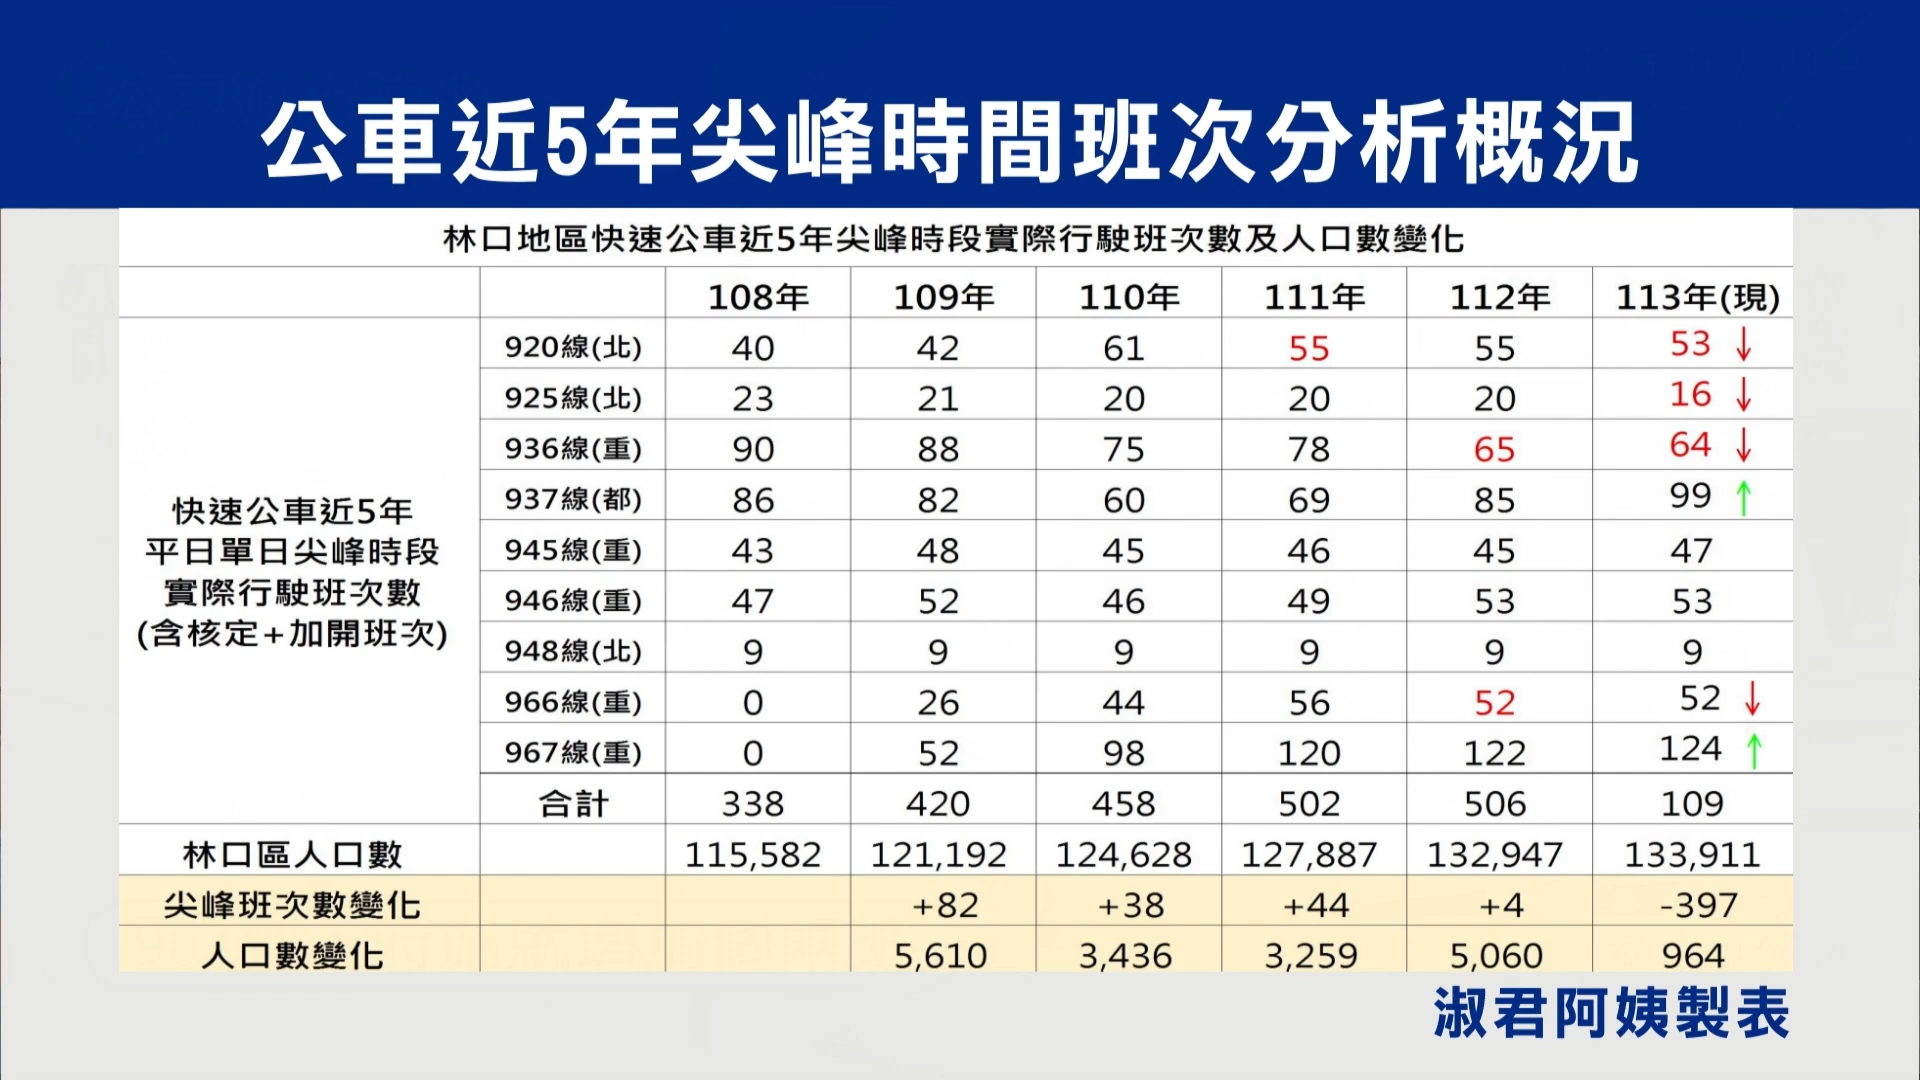 公車近5年尖峰時間班次分析概況
林口地區快速公車近5年尖峰時段實際行駛班次數及人口數變化
108年 109年 110年 111年 112年 113年(現)
快速公車近5年
平日單日尖峰時段
實際行駛班次數
(含核定+加開班次)
920線(北) 40 42 61 55 55 53 ↓
925線(北) 23 21 20 20 20 16 ↓
936線(重) 90 88 75 78 65 64 ↓
937線(都) 86 82 60 69 85 99 ↑
945線(重) 43 48 45 46 45 47
946線(重) 47 52 46 49 53 53
948線(北) 9 9 9 9 9 9
966線(重) 0 26 44 56 52 52 ↓
967線(重) 0 52 98 120 122 124 ↑
合計 338 420 458 502 506 109
林口區人口數 115,582 121,192 124,628 127,887 132,947 133,911
尖峰班次數變化 +82 +38 +44 +4 -397
人口數變化 5,610 3,436 3,259 5,060 964
淑君阿姨製表